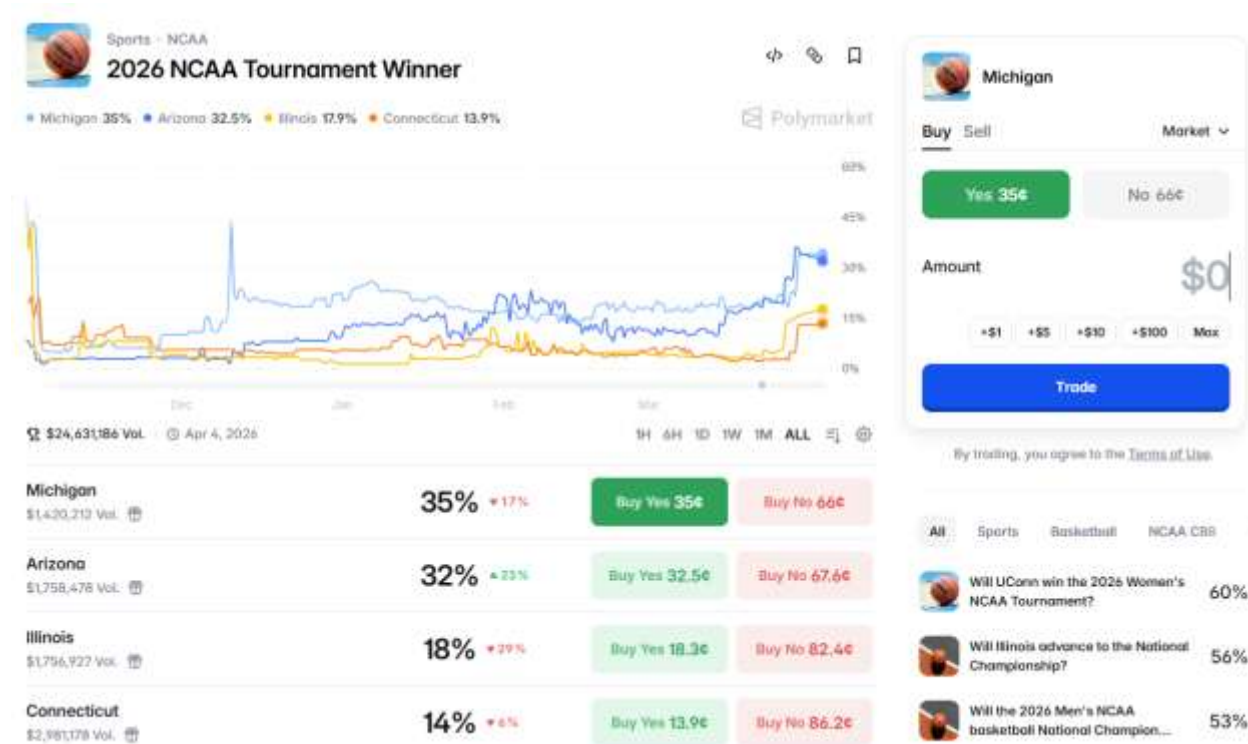 Sports · NCAA
2026 NCAA Tournament Winner
Michigan 35% Arizona 32.5% Illinois 17.9% Connecticut 13.9%
Polymarket
60%
45%
30%
15%
0%
Dec Jan Feb Mar
$24,631,186 Vol. Apr 4, 2026
1H 6H 1D 1W 1M ALL
Michigan
$1,420,212 Vol.
35% ▼17%
Buy Yes 35¢ Buy No 66¢
Arizona
$1,758,478 Vol.
32% ▲23%
Buy Yes 32.5¢ Buy No 67.6¢
Illinois
$1,756,927 Vol.
18% ▼29%
Buy Yes 18.3¢ Buy No 82.4¢
Connecticut
$2,981,178 Vol.
14% ▼6%
Buy Yes 13.9¢ Buy No 86.2¢
Michigan
Buy Sell Market
Yes 35¢ No 66¢
Amount $0
+$1 +$5 +$10 +$100 Max
Trade
By trading, you agree to the Terms of Use.
All Sports Basketball NCAA CBB
Will UConn win the 2026 Women's
NCAA Tournament?
60%
Will Illinois advance to the National
Championship?
56%
Will the 2026 Men's NCAA
basketball National Champion...
53%